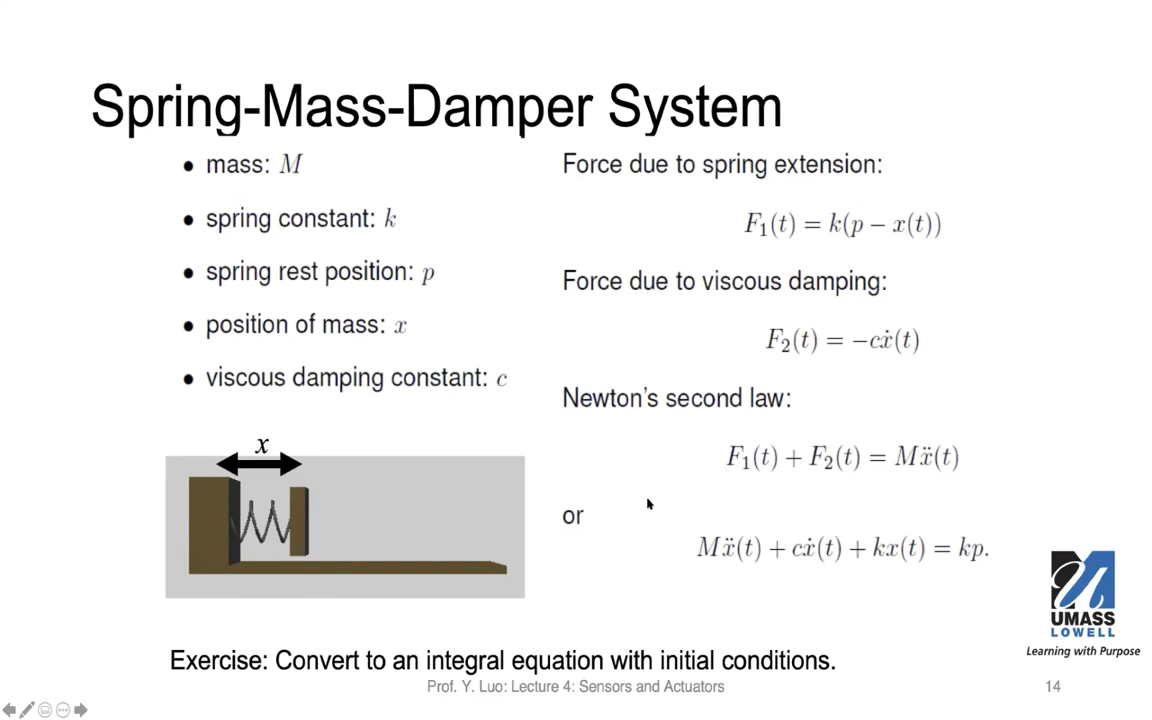 Spring-Mass-Damper System
• mass: M
• spring constant: k
• spring rest position: p
• position of mass: x
• viscous damping constant: c
x
Force due to spring extension:
F₁(t) = k(p − x(t))
Force due to viscous damping:
F₂(t) = −cẋ(t)
Newton's second law:
F₁(t) + F₂(t) = Mẍ(t)
or
Mẍ(t) + cẋ(t) + kx(t) = kp.
UMASS
LOWELL
Learning with Purpose
Exercise: Convert to an integral equation with initial conditions.
Prof. Y. Luo: Lecture 4: Sensors and Actuators
14